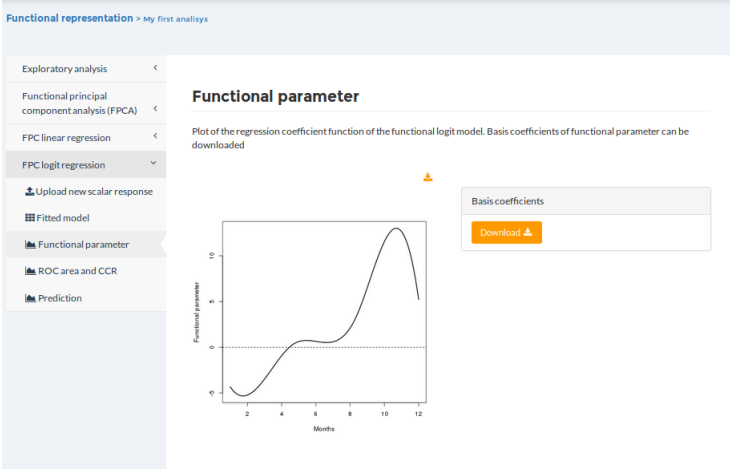 Functional representation > My first analisys
Exploratory analysis
Functional principal
component analysis (FPCA)
FPC linear regression
FPC logit regression
Upload new scalar response
Fitted model
Functional parameter
ROC area and CCR
Prediction
Functional parameter
Plot of the regression coefficient function of the functional logit model. Basis coefficients of functional parameter can be
downloaded
Basis coefficients
Download
Functional parameter
10
5
0
-5
2 4 6 8 10 12
Months